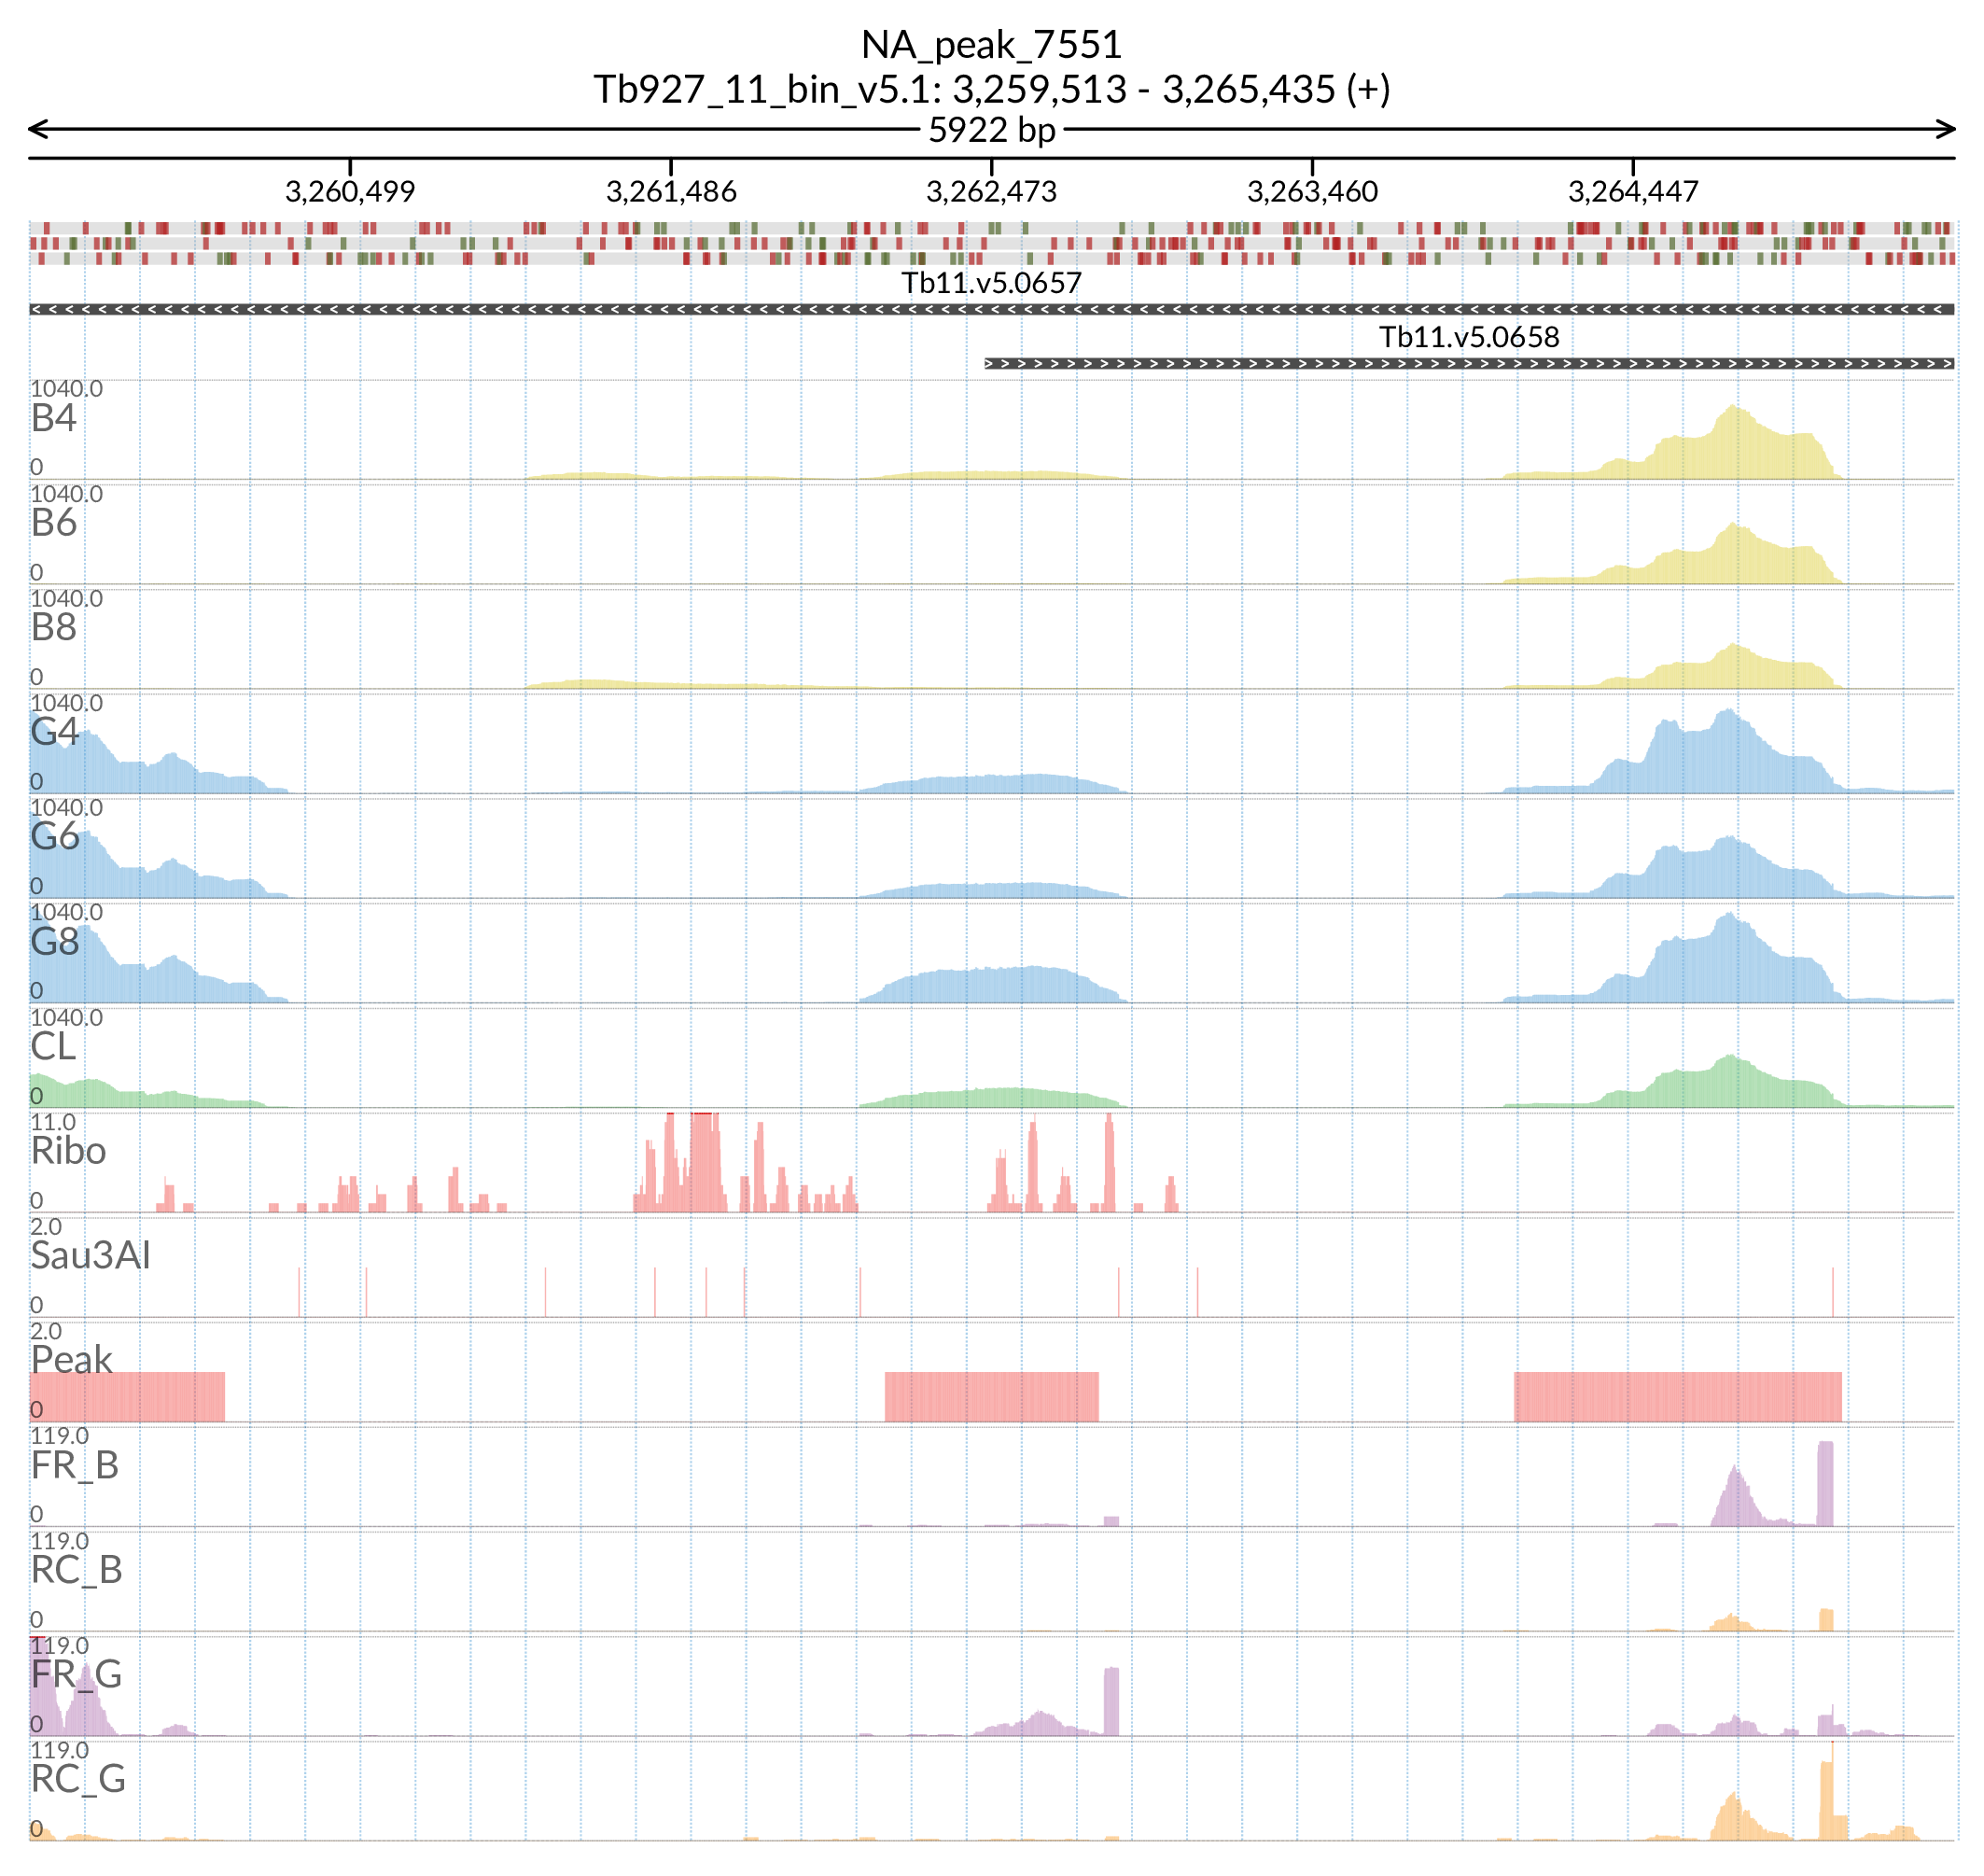 NA_peak_7551
Tb927_11_bin_v5.1: 3,259,513 - 3,265,435 (+)
5922 bp
3,260,499 3,261,486 3,262,473 3,263,460 3,264,447
Tb11.v5.0657
Tb11.v5.0658
1040.0
B4
0
1040.0
B6
0
1040.0
B8
0
1040.0
G4
0
1040.0
G6
0
1040.0
G8
0
1040.0
CL
0
11.0
Ribo
0
2.0
Sau3AI
0
2.0
Peak
0
119.0
FR_B
0
119.0
RC_B
0
119.0
FR_G
0
119.0
RC_G
0